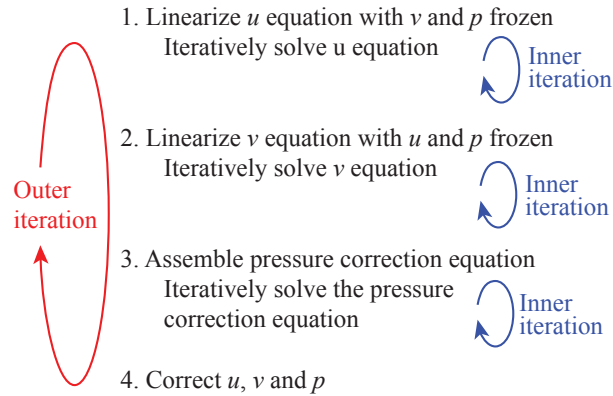 1. Linearize u equation with v and p frozen
Iteratively solve u equation
Inner
iteration
2. Linearize v equation with u and p frozen
Iteratively solve v equation
Inner
iteration
Outer
iteration
3. Assemble pressure correction equation
Iteratively solve the pressure
correction equation
Inner
iteration
4. Correct u, v and p